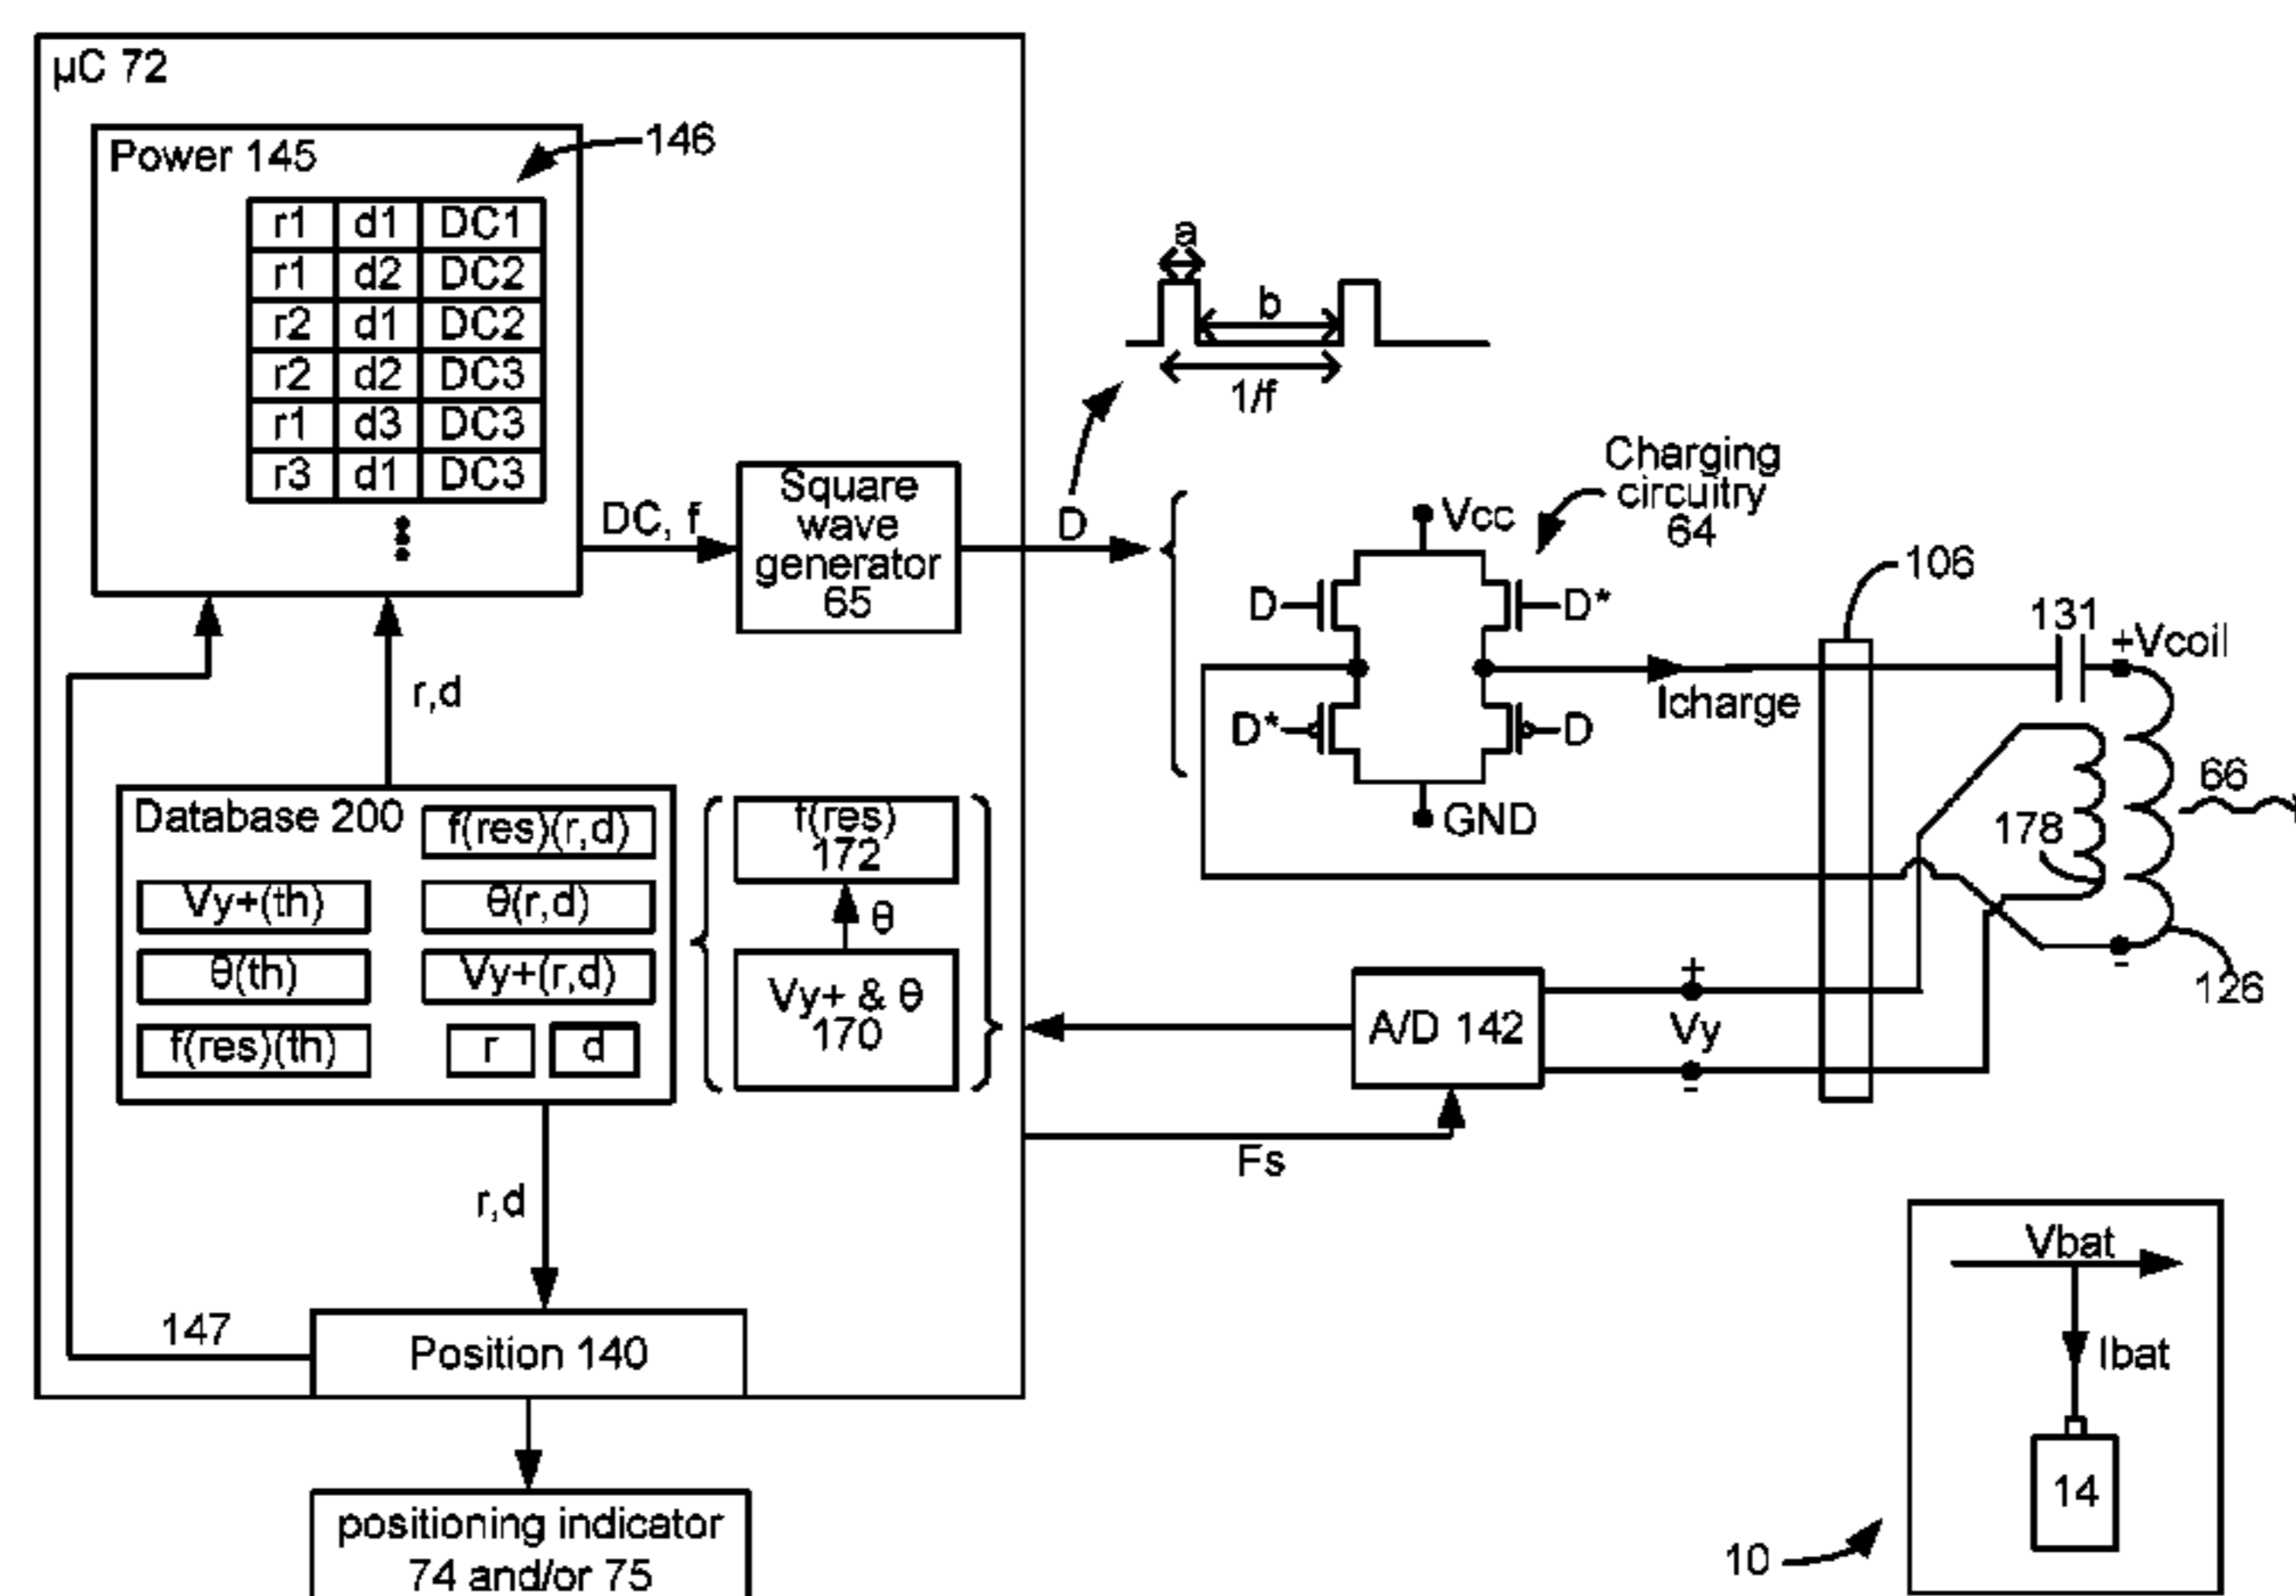 µC 72
Power 145
146
r1 d1 DC1
r1 d2 DC2
r2 d1 DC2
r2 d2 DC3
r1 d3 DC3
r3 d1 DC3
DC, f
Square
wave
generator
65
D
a
b
1/f
Charging
circuitry
64
Vcc
D
D*
D*
D
GND
Icharge
106
131
+Vcoil
66
178
126
-
r,d
Database 200
f(res)(r,d)
Vy+(th)
θ(r,d)
θ(th)
Vy+(r,d)
f(res)(th)
r
d
f(res)
172
θ
Vy+ & θ
170
A/D 142
+
Vy
-
Fs
r,d
147
Position 140
positioning indicator
74 and/or 75
Vbat
Ibat
14
10